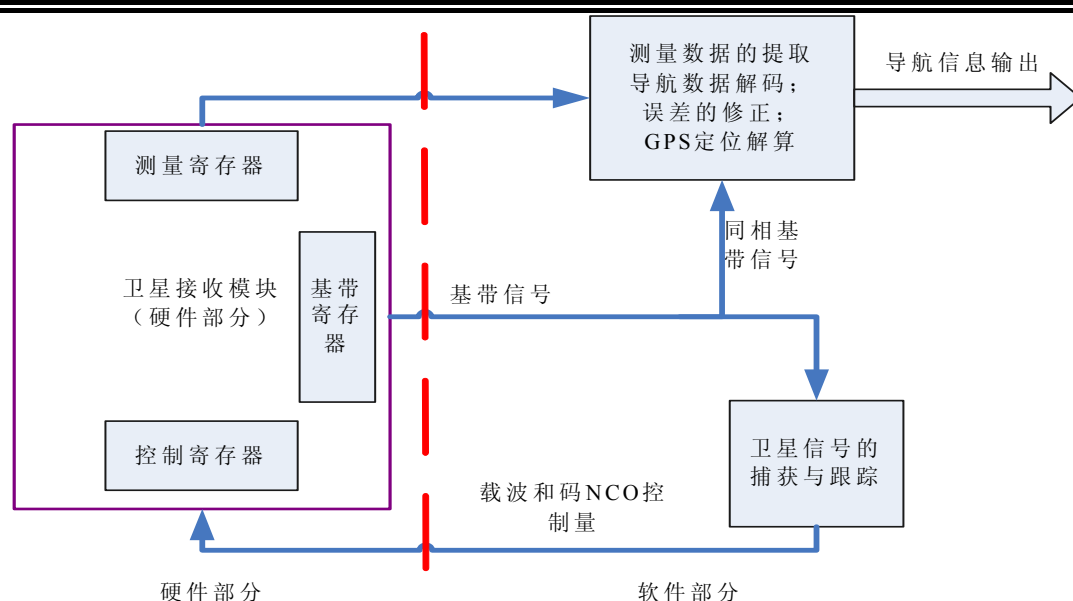 测量数据的提取
导航数据解码；
误差的修正；
GPS定位解算
导航信息输出
测量寄存器
同相基
带信号
卫星接收模块
（硬件部分）
基带
寄存
器
基带信号
控制寄存器
卫星信号的
捕获与跟踪
载波和码NCO控
制量
硬件部分
软件部分